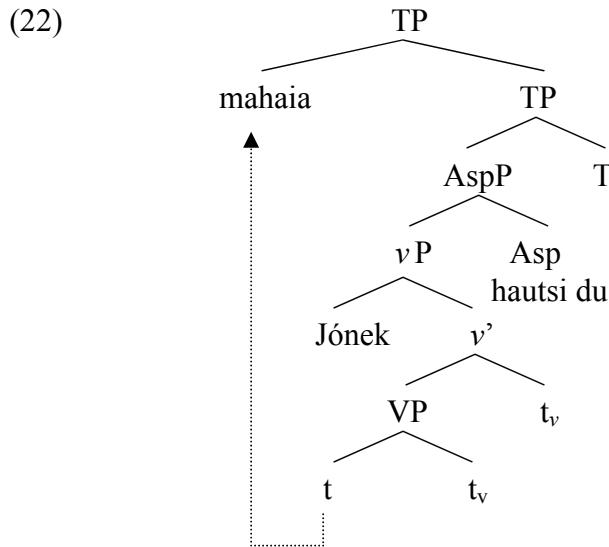 (22) TP
mahaia TP
AspP T
vP Asp
hautsi du
Jónek v’
VP tv
t tv